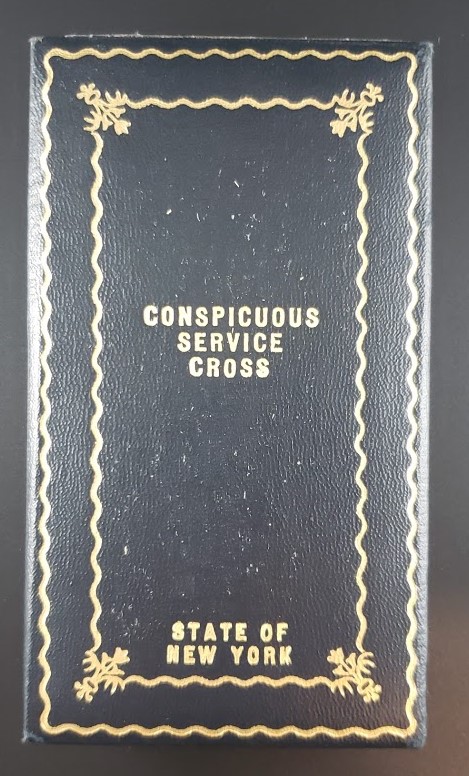 CONSPICUOUS
SERVICE
CROSS
STATE OF
NEW YORK